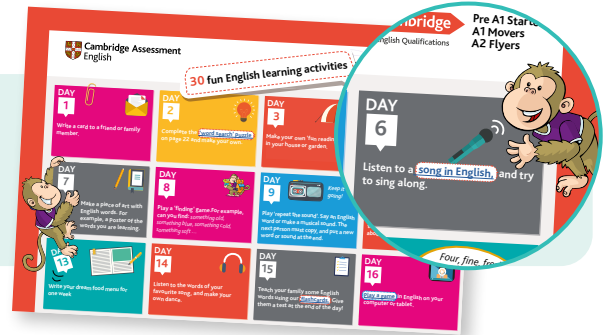 Cambridge Assessment
English
30 fun English learning activities
bridge
English Qualifications
Pre A1 Starte
A1 Movers
A2 Flyers
DAY
1
Write a card to a friend or family
member.
DAY
2
Complete the 'word search' puzzle
on page 22 and make your own.
DAY
3
Make your own 'fun reading
in your house or garden.
DAY
6
Listen to a song in English, and try
to sing along.
DAY
7
Make a piece of art with
English words. For
example, a poster of the
words you are learning.
DAY
8
Play a 'finding' game For example,
can you find: something old,
something blue, something cold,
something soft ...
DAY
9
Keep
going!
Play 'repeat the sound'. Say an English
word or make a musical sound. The
next person must copy, and put a new
word or sound at the end.
DAY
13
Write your dream food menu for
one week
DAY
14
Listen to the words of your
favourite song, and make your
own dance.
DAY
15
Teach your family some English
words using our flashcards. Give
them a test at the end of the day!
DAY
16
Play a game in English on your
computer or tablet.
Four, fine, fre